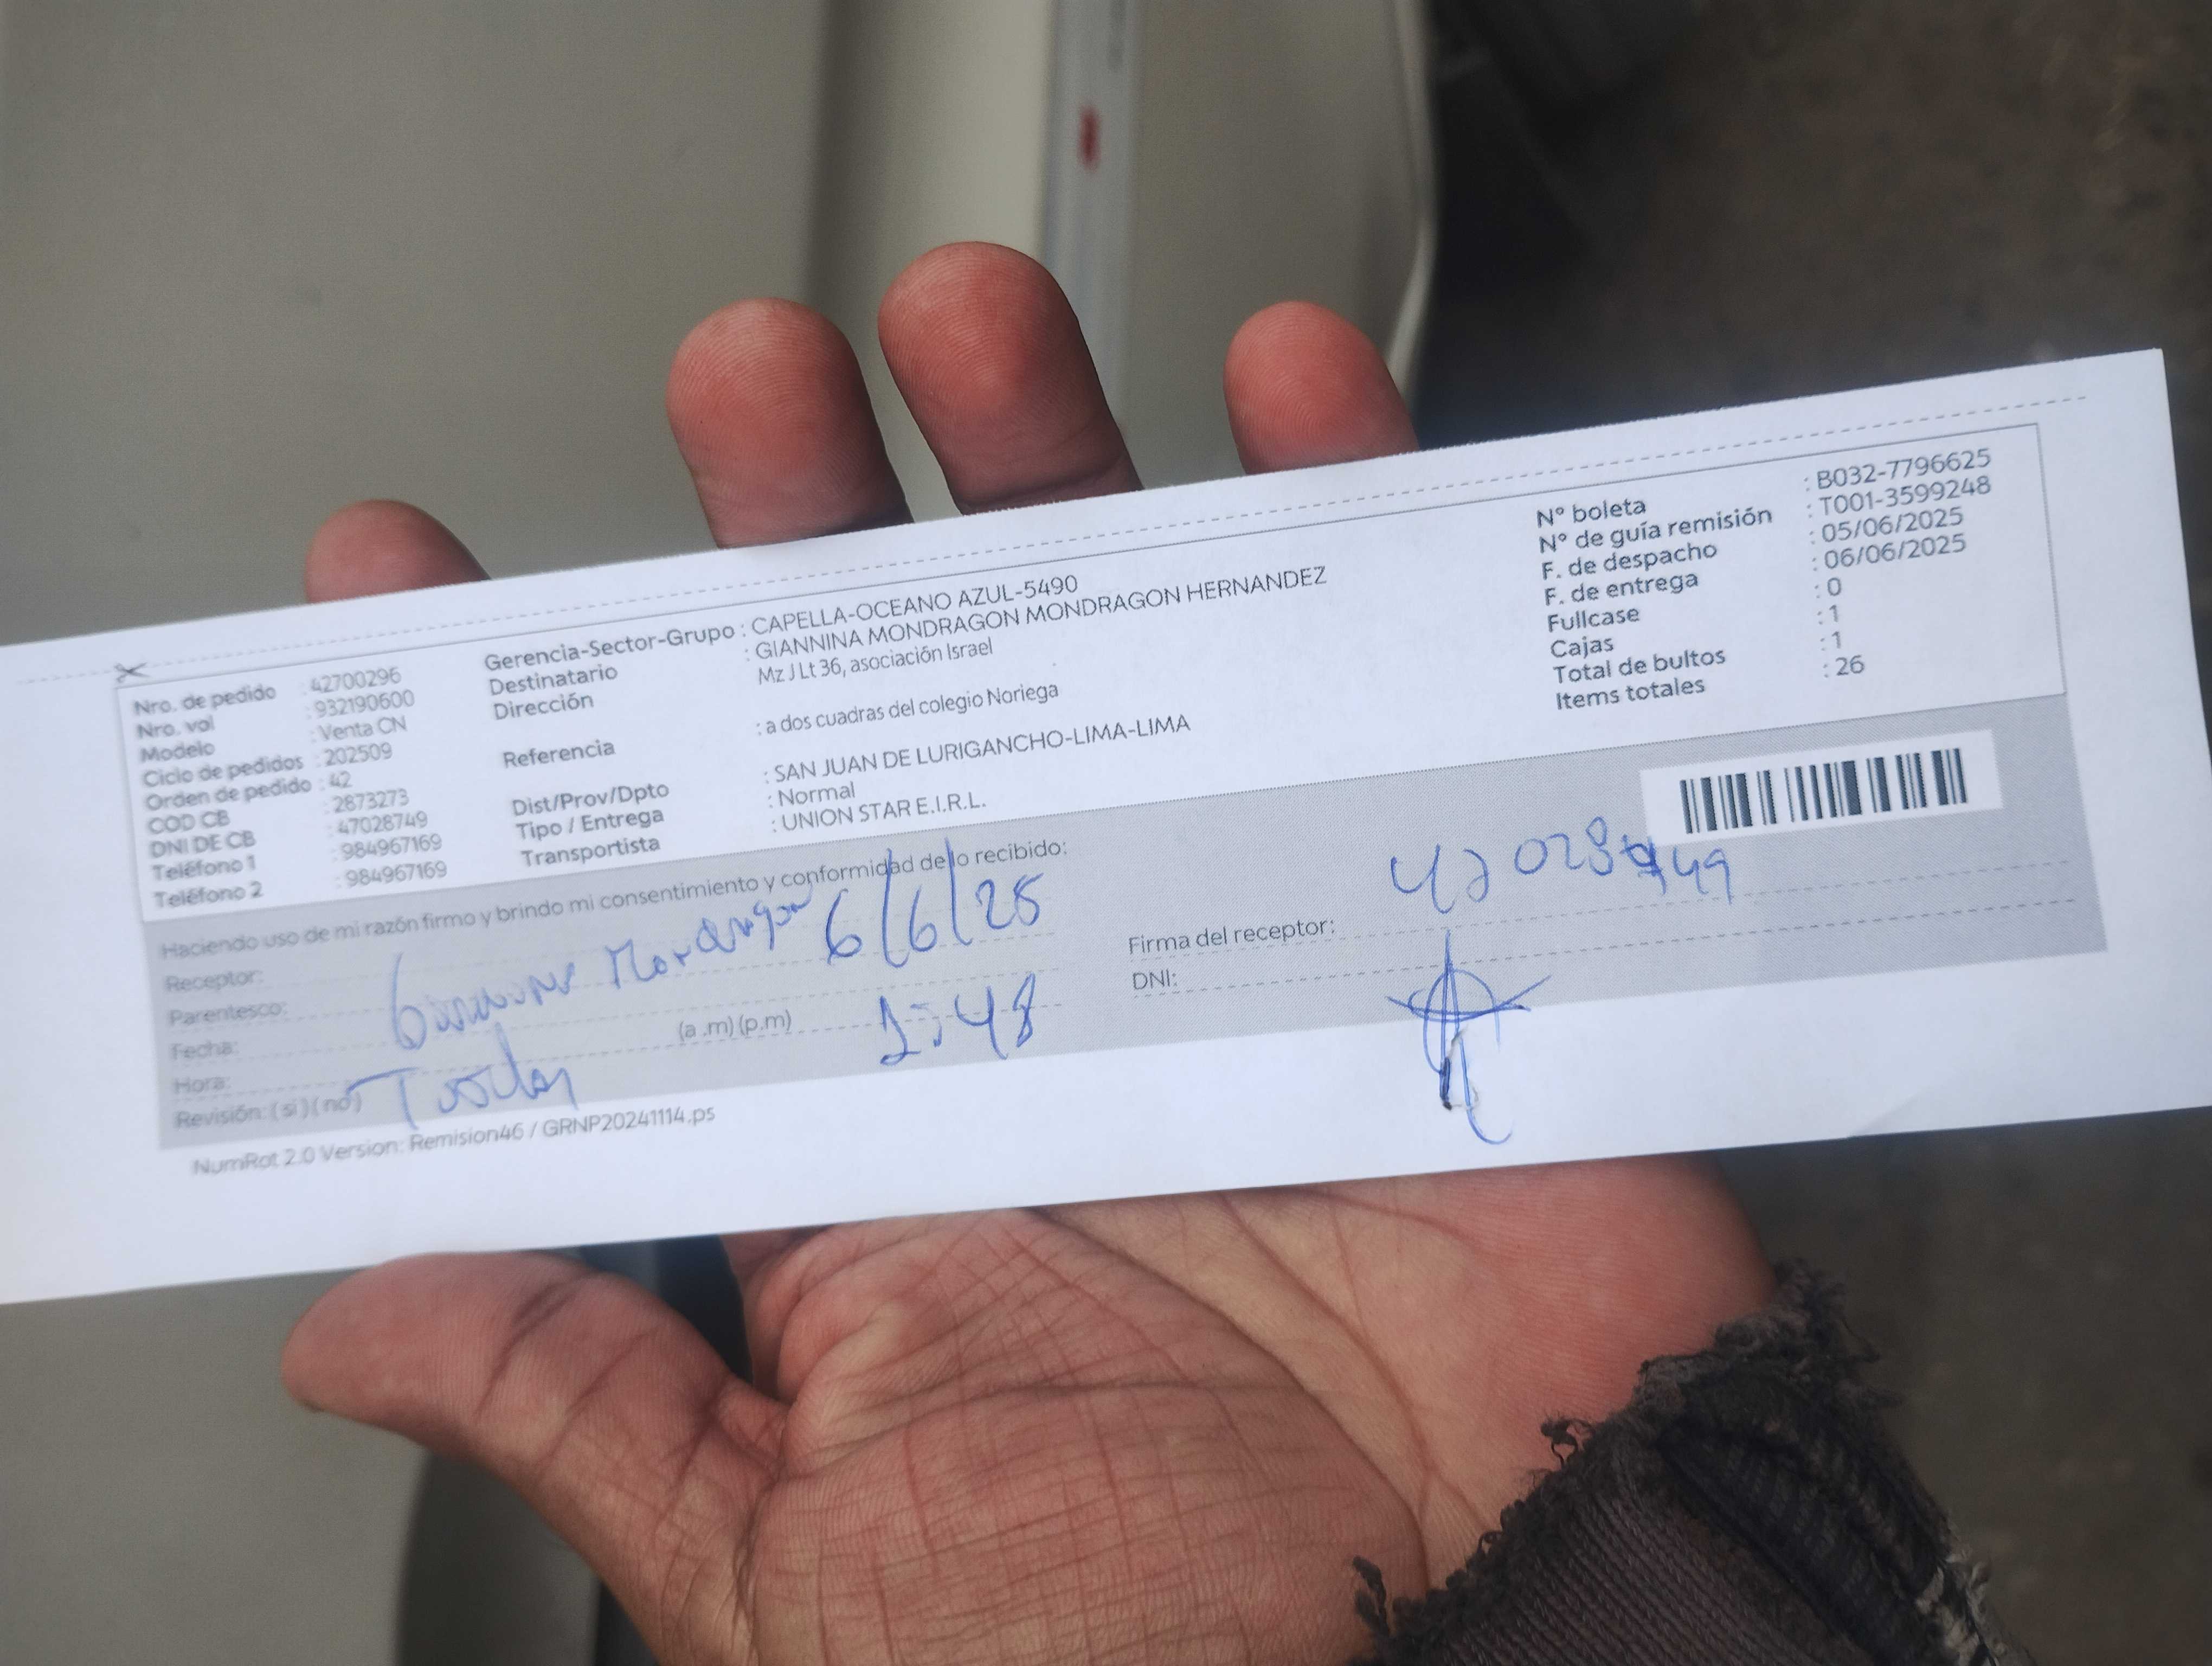 Nro. de pedido : 42700296
Nro. vol : 932190600
Modelo : Venta CN
Ciclo de pedidos : 202509
Orden de pedido : 42
COD CB : 2873273
DNI DE CB : 47028749
Teléfono 1 : 984967169
Teléfono 2 : 984967169
Gerencia-Sector-Grupo : CAPELLA-OCEANO AZUL-5490
Destinatario : GIANNINA MONDRAGON MONDRAGON HERNANDEZ
Dirección Mz J Lt 36, asociación Israel
Referencia : a dos cuadras del colegio Noriega
Dist/Prov/Dpto : SAN JUAN DE LURIGANCHO-LIMA-LIMA
Tipo / Entrega : Normal
Transportista : UNION STAR E.I.R.L.
N° boleta : B032-7796625
N° de guía remisión : T001-3599248
F. de despacho : 05/06/2025
F. de entrega : 06/06/2025
Fullcase : 0
Cajas : 1
Total de bultos : 1
Items totales : 26
Haciendo uso de mi razón firmo y brindo mi consentimiento y conformidad de lo recibido:
Receptor: Mondragon 6/6/25
Parentesco:
Fecha:
Hora: (a .m) (p.m) 1:48
Revisión: ( si ) ( no )
Firma del receptor:
DNI:
NumRot 2.0 Version: Remision46 / GRNP20241114.ps